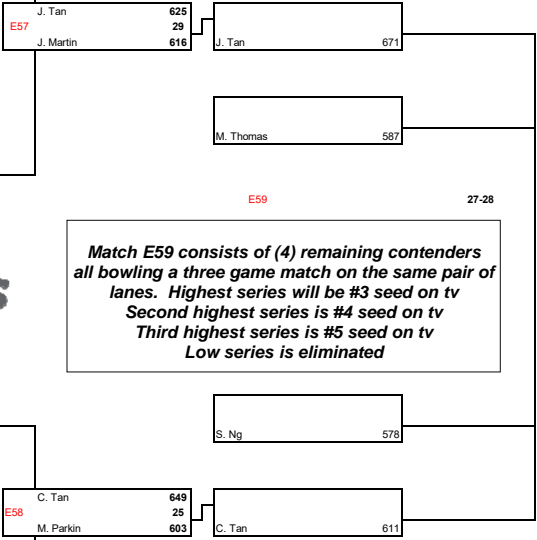 J. Tan 625
E57 29
J. Martin 616
J. Tan 671
M. Thomas 587
E59 27-28
Match E59 consists of (4) remaining contenders
all bowling a three game match on the same pair of
lanes. Highest series will be #3 seed on tv
Second highest series is #4 seed on tv
Third highest series is #5 seed on tv
Low series is eliminated
S. Ng 578
C. Tan 649
E58 25
M. Parkin 603
C. Tan 611